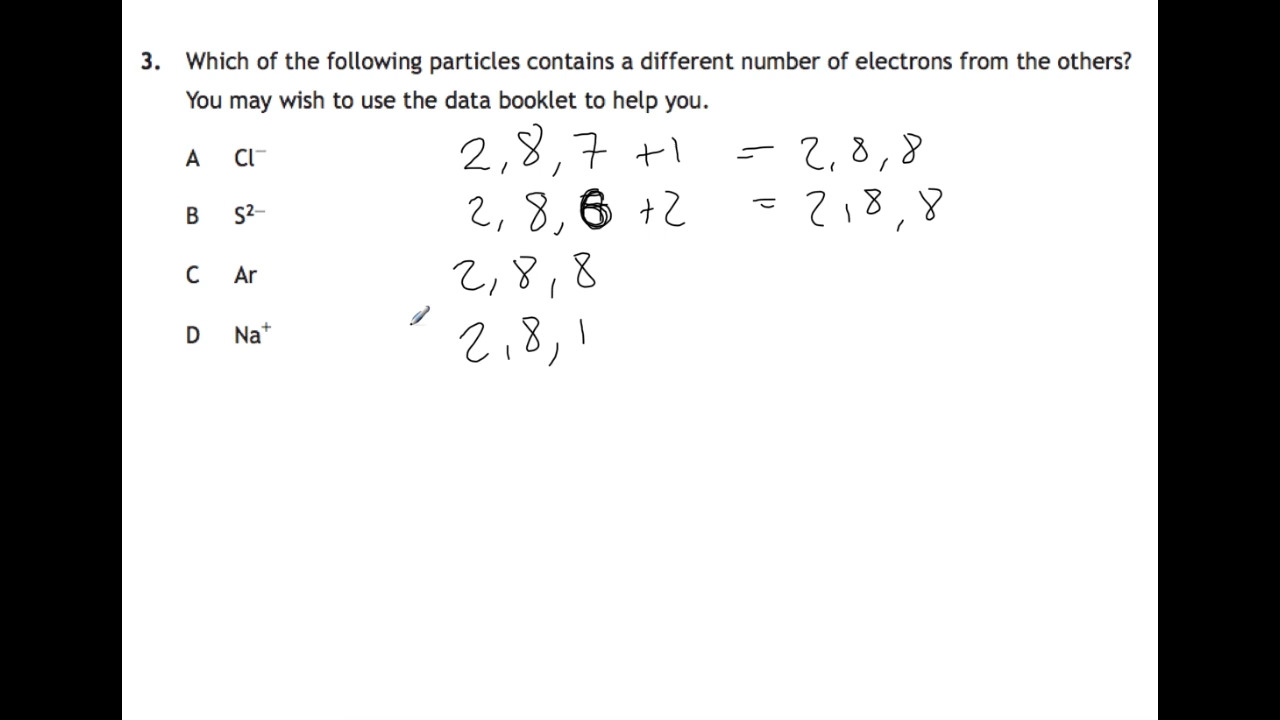 3. Which of the following particles contains a different number of electrons from the others?
You may wish to use the data booklet to help you.
A Cl⁻ 2,8,7 +1 = 2,8,8
B S²⁻ 2,8,6 +2 = 2,8,8
C Ar 2,8,8
D Na⁺ 2,8,1